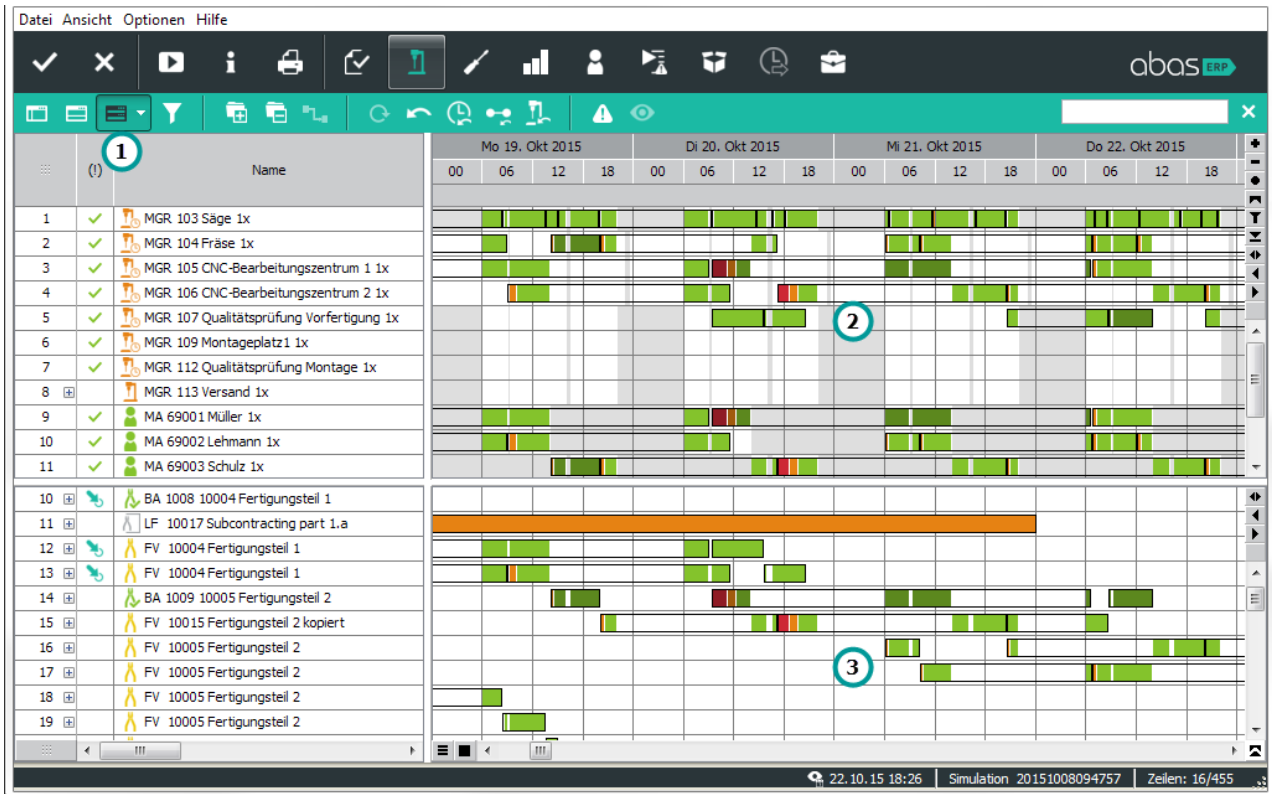 Datei Ansicht Optionen Hilfe
abas ERP
1
Mo 19. Okt 2015 Di 20. Okt 2015 Mi 21. Okt 2015 Do 22. Okt 2015
(!) Name 00 06 12 18 00 06 12 18 00 06 12 18 00 06 12 18
1 MGR 103 Säge 1x
2 MGR 104 Fräse 1x
3 MGR 105 CNC-Bearbeitungszentrum 1 1x
4 MGR 106 CNC-Bearbeitungszentrum 2 1x
5 MGR 107 Qualitätsprüfung Vorfertigung 1x
2
6 MGR 109 Montageplatz1 1x
7 MGR 112 Qualitätsprüfung Montage 1x
8 MGR 113 Versand 1x
9 MA 69001 Müller 1x
10 MA 69002 Lehmann 1x
11 MA 69003 Schulz 1x
10 BA 1008 10004 Fertigungsteil 1
11 LF 10017 Subcontracting part 1.a
12 FV 10004 Fertigungsteil 1
13 FV 10004 Fertigungsteil 1
14 BA 1009 10005 Fertigungsteil 2
15 FV 10015 Fertigungsteil 2 kopiert
16 FV 10005 Fertigungsteil 2
3
17 FV 10005 Fertigungsteil 2
18 FV 10005 Fertigungsteil 2
19 FV 10005 Fertigungsteil 2
22.10.15 18:26 Simulation 20151008094757 Zeilen: 16/455